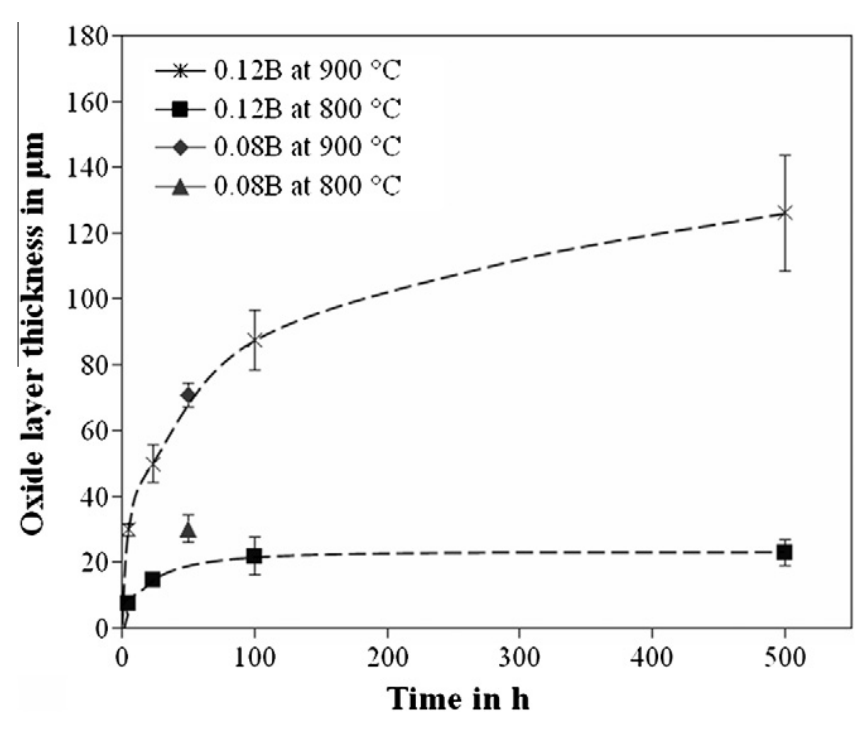 180
160
140
120
100
80
60
40
20
0
Oxide layer thickness in µm
0.12B at 900 °C
0.12B at 800 °C
0.08B at 900 °C
0.08B at 800 °C
0 100 200 300 400 500
Time in h